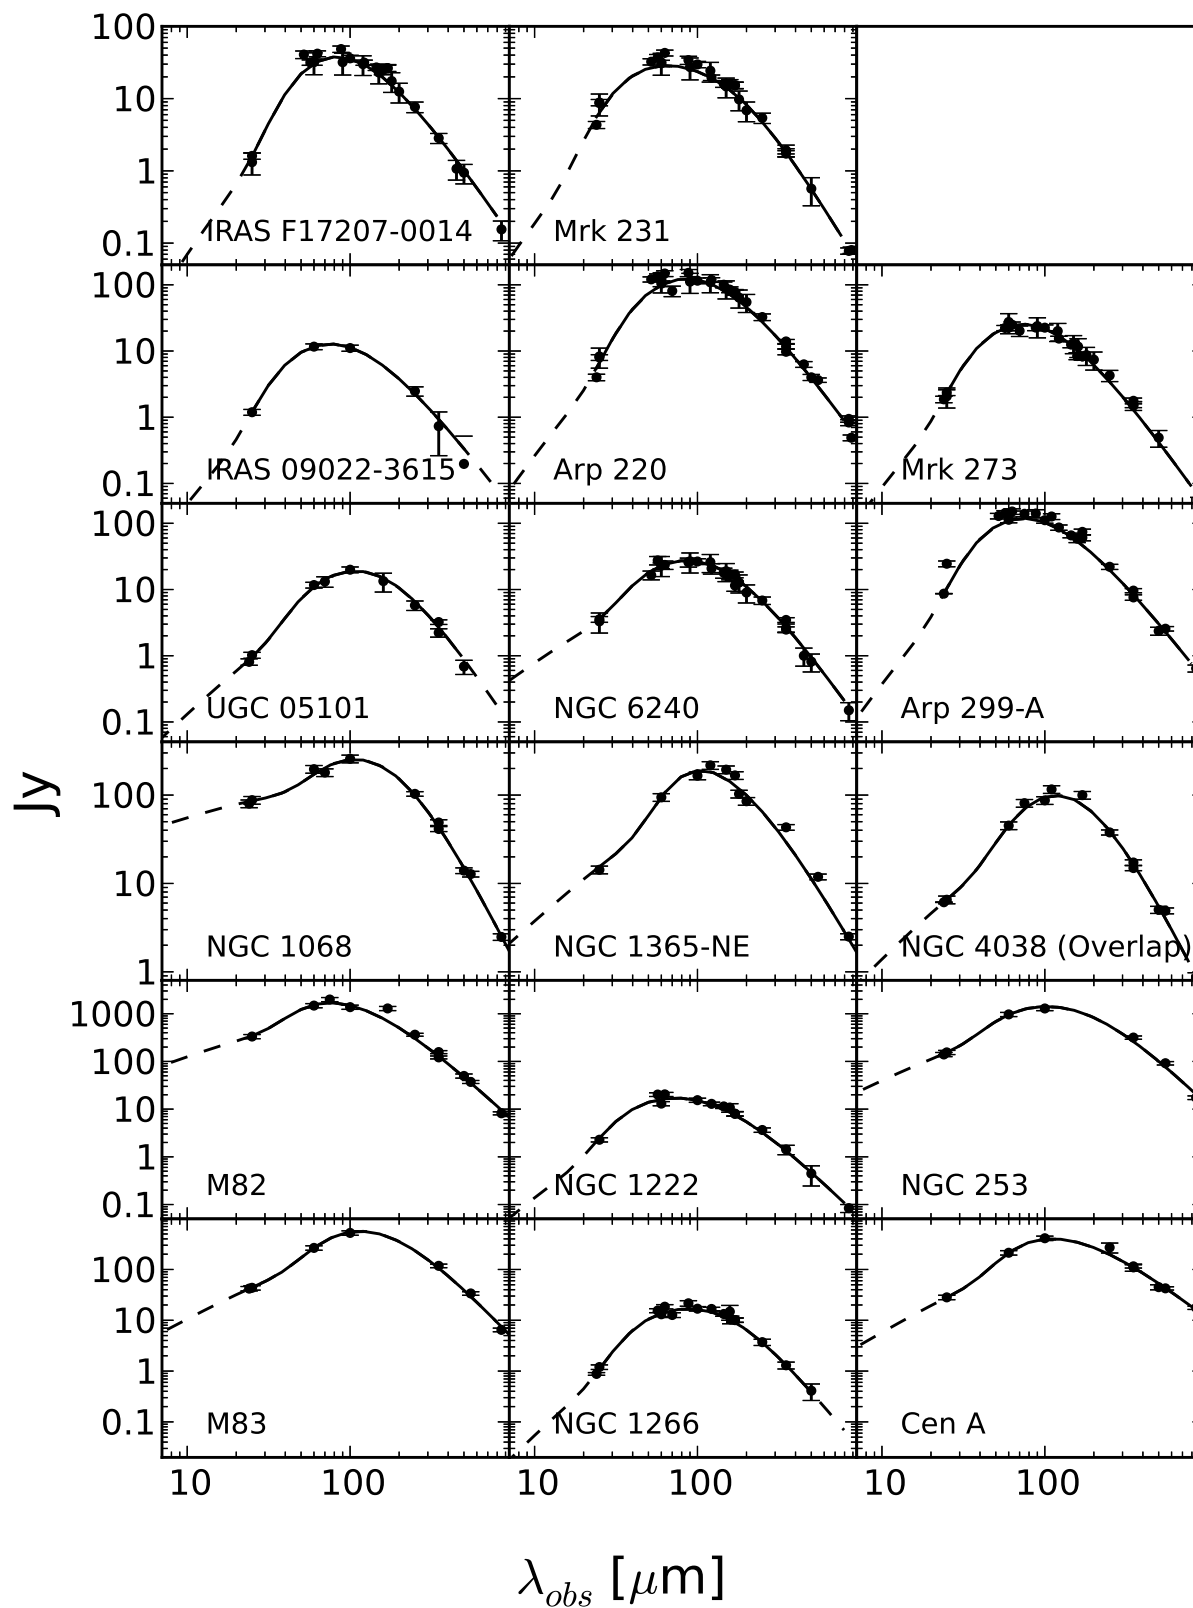 100
10
1
0.1
IRAS F17207-0014
Mrk 231
100
10
1
0.1
IRAS 09022-3615
Arp 220
Mrk 273
100
10
1
0.1
UGC 05101
NGC 6240
Arp 299-A
Jy
100
10
1
NGC 1068
NGC 1365-NE
NGC 4038 (Overlap)
1000
100
10
1
0.1
M82
NGC 1222
NGC 253
100
10
1
0.1
M83
NGC 1266
Cen A
10 100 10 100 10 100
λobs [μm]